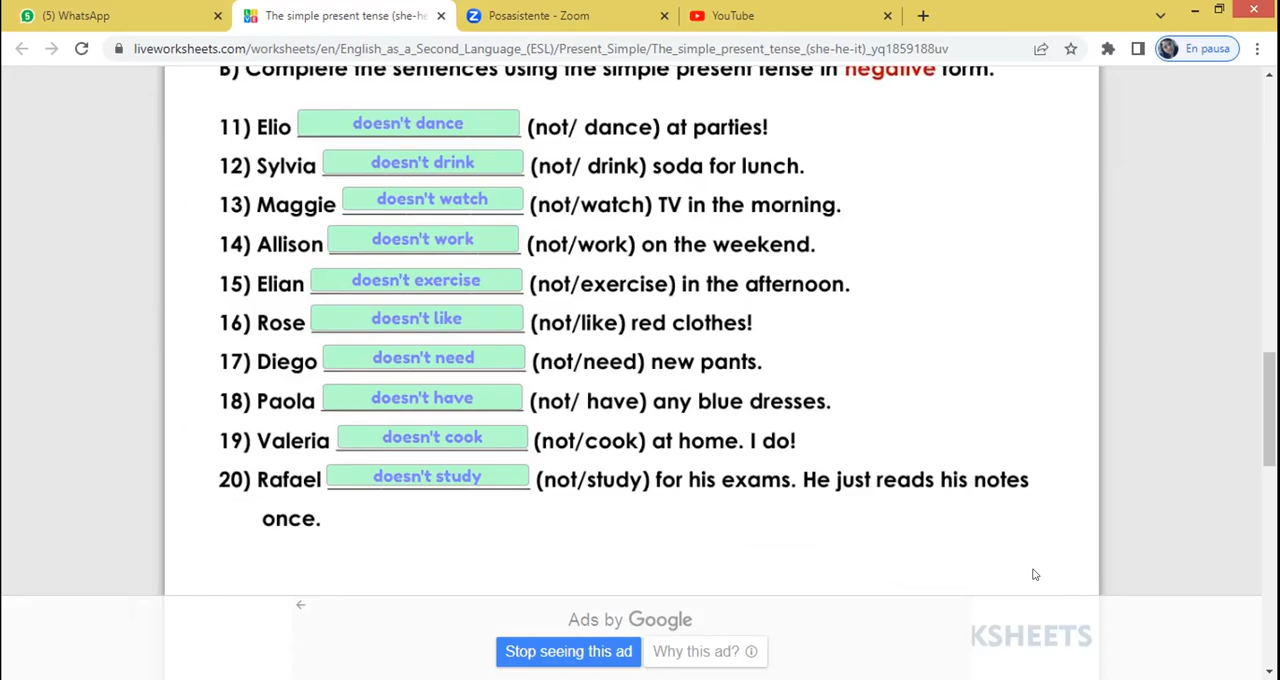 (5) WhatsApp
The simple present tense (she-he
Posasistente - Zoom
YouTube
liveworksheets.com/worksheets/en/English_as_a_Second_Language_(ESL)/Present_Simple/The_simple_present_tense_(she-he-it)_yq1859188uv
En pausa
B) Complete the sentences using the simple present tense in negative form.
11) Elio doesn't dance (not/ dance) at parties!
12) Sylvia doesn't drink (not/ drink) soda for lunch.
13) Maggie doesn't watch (not/watch) TV in the morning.
14) Allison doesn't work (not/work) on the weekend.
15) Elian doesn't exercise (not/exercise) in the afternoon.
16) Rose doesn't like (not/like) red clothes!
17) Diego doesn't need (not/need) new pants.
18) Paola doesn't have (not/ have) any blue dresses.
19) Valeria doesn't cook (not/cook) at home. I do!
20) Rafael doesn't study (not/study) for his exams. He just reads his notes
once.
Ads by Google
KSHEETS
Stop seeing this ad
Why this ad?